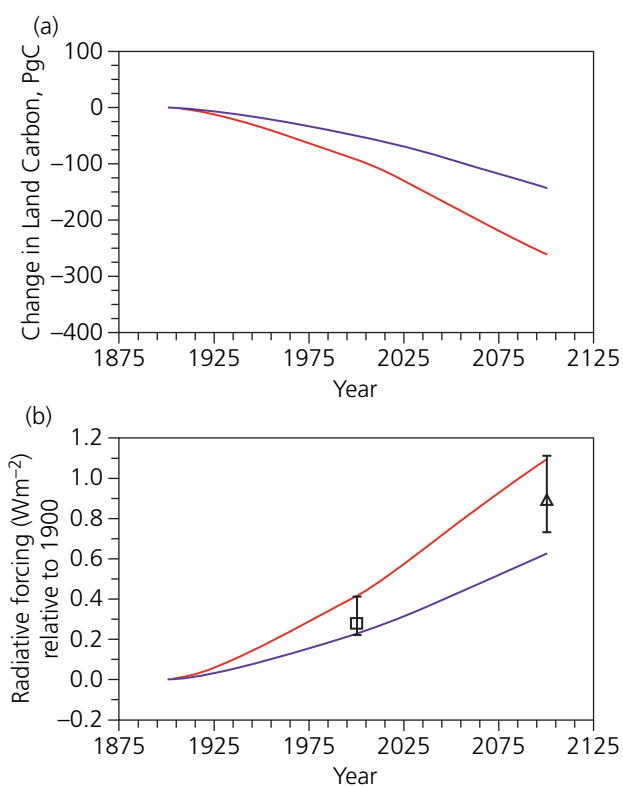 (a)
Change in Land Carbon, PgC
100
0
–100
–200
–300
–400
1875 1925 1975 2025 2075 2125
Year
(b)
Radiative forcing (Wm–2)
relative to 1900
1.2
1.0
0.8
0.6
0.4
0.2
0.0
–0.2
1875 1925 1975 2025 2075 2125
Year